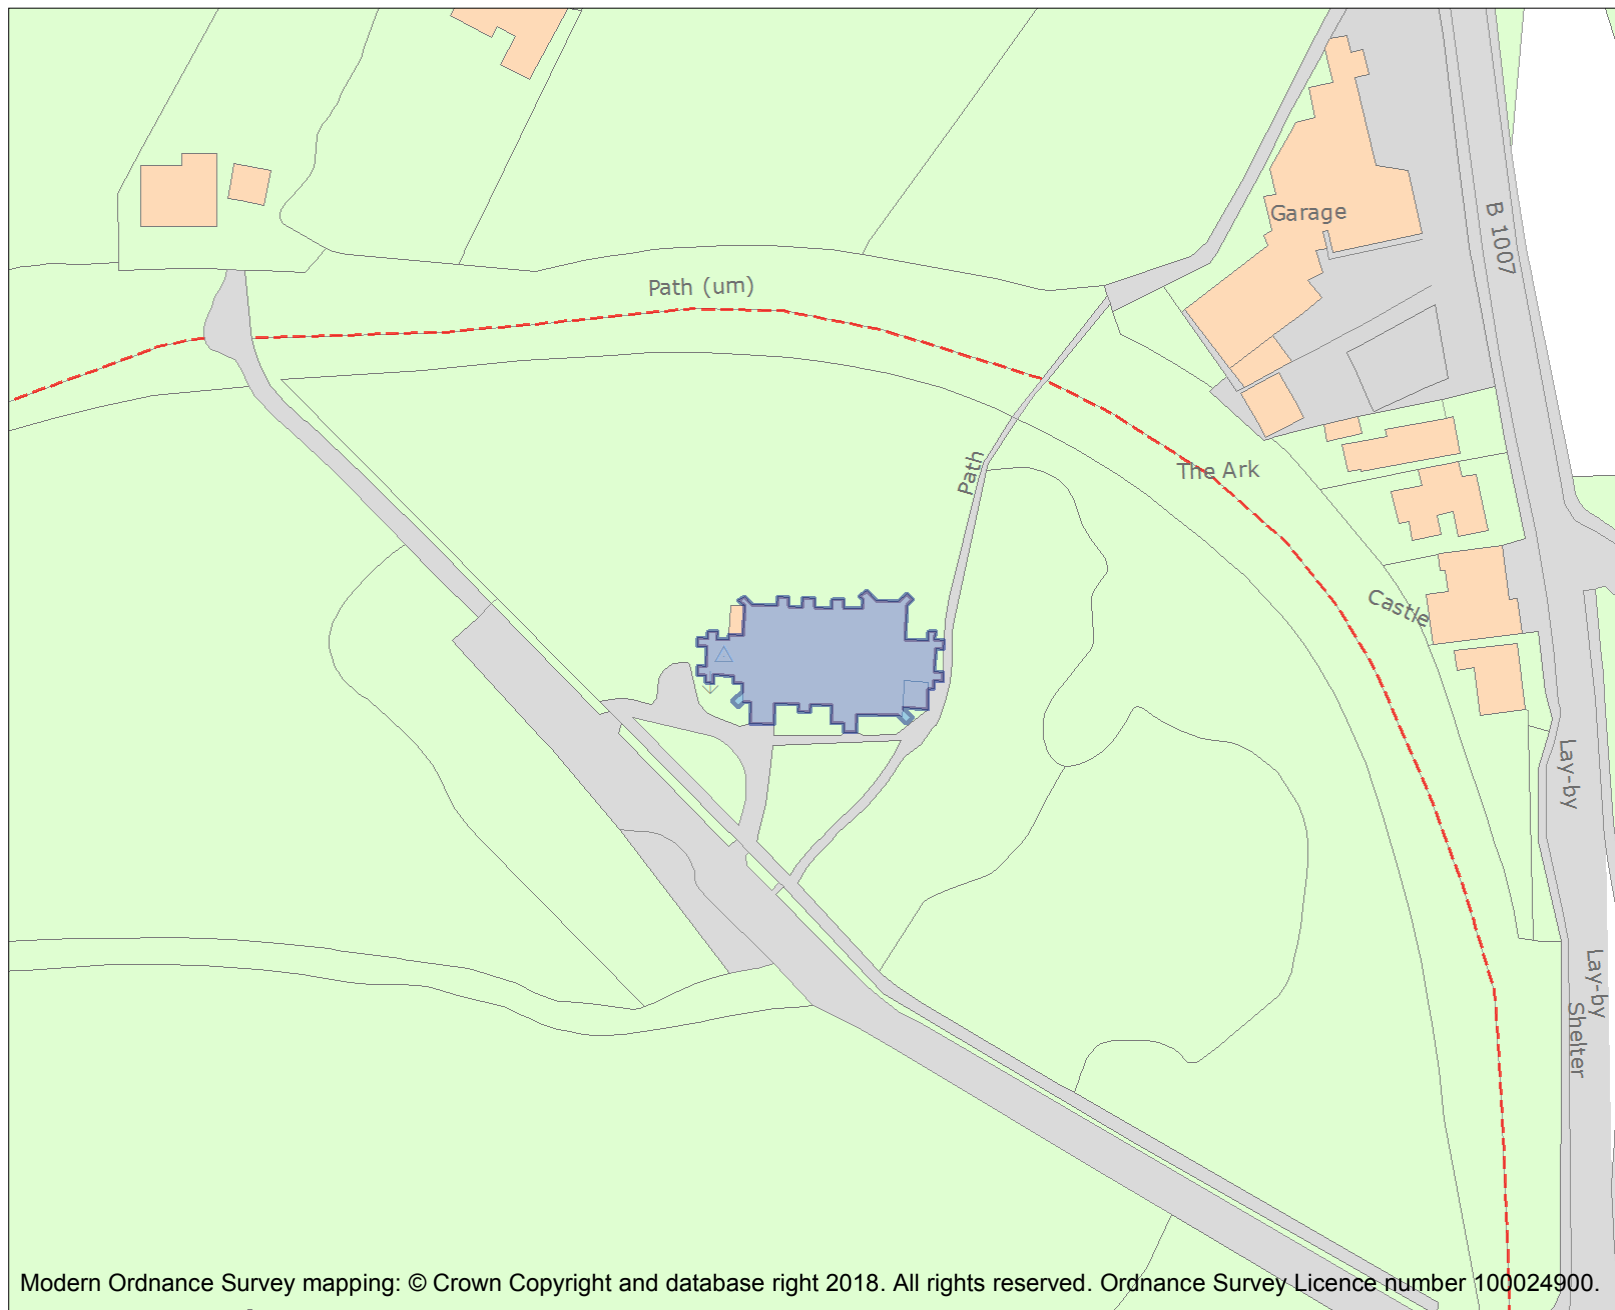 Garage
B 1007
Path (um)
Path
The Ark
Castle
Lay-by
Lay-by
Shelter
Modern Ordnance Survey mapping: © Crown Copyright and database right 2018. All rights reserved. Ordnance Survey Licence number 100024900.